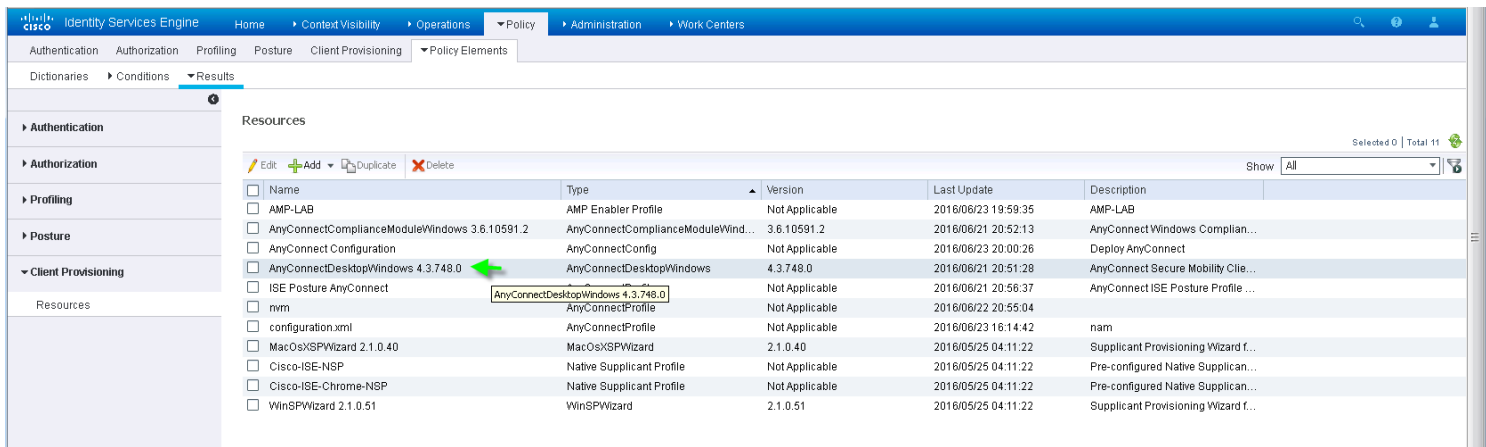 CISCO Identity Services Engine Home Context Visibility Operations Policy Administration Work Centers
Authentication Authorization Profiling Posture Client Provisioning Policy Elements
Dictionaries Conditions Results
Authentication
Authorization
Profiling
Posture
Client Provisioning
Resources
Resources
Selected 0 | Total 11
Edit Add Duplicate Delete Show All
Name Type Version Last Update Description
AMP-LAB AMP Enabler Profile Not Applicable 2016/06/23 19:59:35 AMP-LAB
AnyConnectComplianceModuleWindows 3.6.10591.2 AnyConnectComplianceModuleWind... 3.6.10591.2 2016/06/21 20:52:13 AnyConnect Windows Complian...
AnyConnect Configuration AnyConnectConfig Not Applicable 2016/06/23 20:00:26 Deploy AnyConnect
AnyConnectDesktopWindows 4.3.748.0 AnyConnectDesktopWindows 4.3.748.0 2016/06/21 20:51:28 AnyConnect Secure Mobility Clie...
ISE Posture AnyConnect Not Applicable 2016/06/21 20:56:37 AnyConnect ISE Posture Profile ...
AnyConnectDesktopWindows 4.3.748.0
nvm AnyConnectProfile Not Applicable 2016/06/22 20:55:04
configuration.xml AnyConnectProfile Not Applicable 2016/06/23 16:14:42 nam
MacOsXSPWizard 2.1.0.40 MacOsXSPWizard 2.1.0.40 2016/05/25 04:11:22 Supplicant Provisioning Wizard f...
Cisco-ISE-NSP Native Supplicant Profile Not Applicable 2016/05/25 04:11:22 Pre-configured Native Supplican...
Cisco-ISE-Chrome-NSP Native Supplicant Profile Not Applicable 2016/05/25 04:11:22 Pre-configured Native Supplican...
WinSPWizard 2.1.0.51 WinSPWizard 2.1.0.51 2016/05/25 04:11:22 Supplicant Provisioning Wizard f...